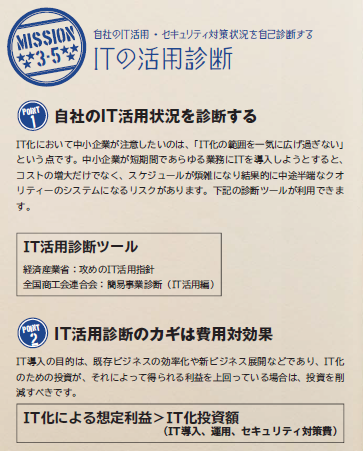 MISSION
3・5
自社のIT活用・セキュリティ対策状況を自己診断する
ITの活用診断
POINT
1
自社のIT活用状況を診断する
IT化において中小企業が注意したいのは、「IT化の範囲を一気に広げ過ぎない」
という点です。中小企業が短期間であらゆる業務にITを導入しようとすると、
コストの増大だけでなく、スケジュールが煩雑になり結果的に中途半端なクオ
リティーのシステムになるリスクがあります。下記の診断ツールが利用できま
す。
IT活用診断ツール
経済産業省：攻めのIT活用指針
全国商工会連合会：簡易事業診断（IT活用編）
POINT
2
IT活用診断のカギは費用対効果
IT導入の目的は、既存ビジネスの効率化や新ビジネス展開などであり、IT化
のための投資が、それによって得られる利益を上回っている場合は、投資を削
減すべきです。
IT化による想定利益＞IT化投資額
（IT導入、運用、セキュリティ対策費）